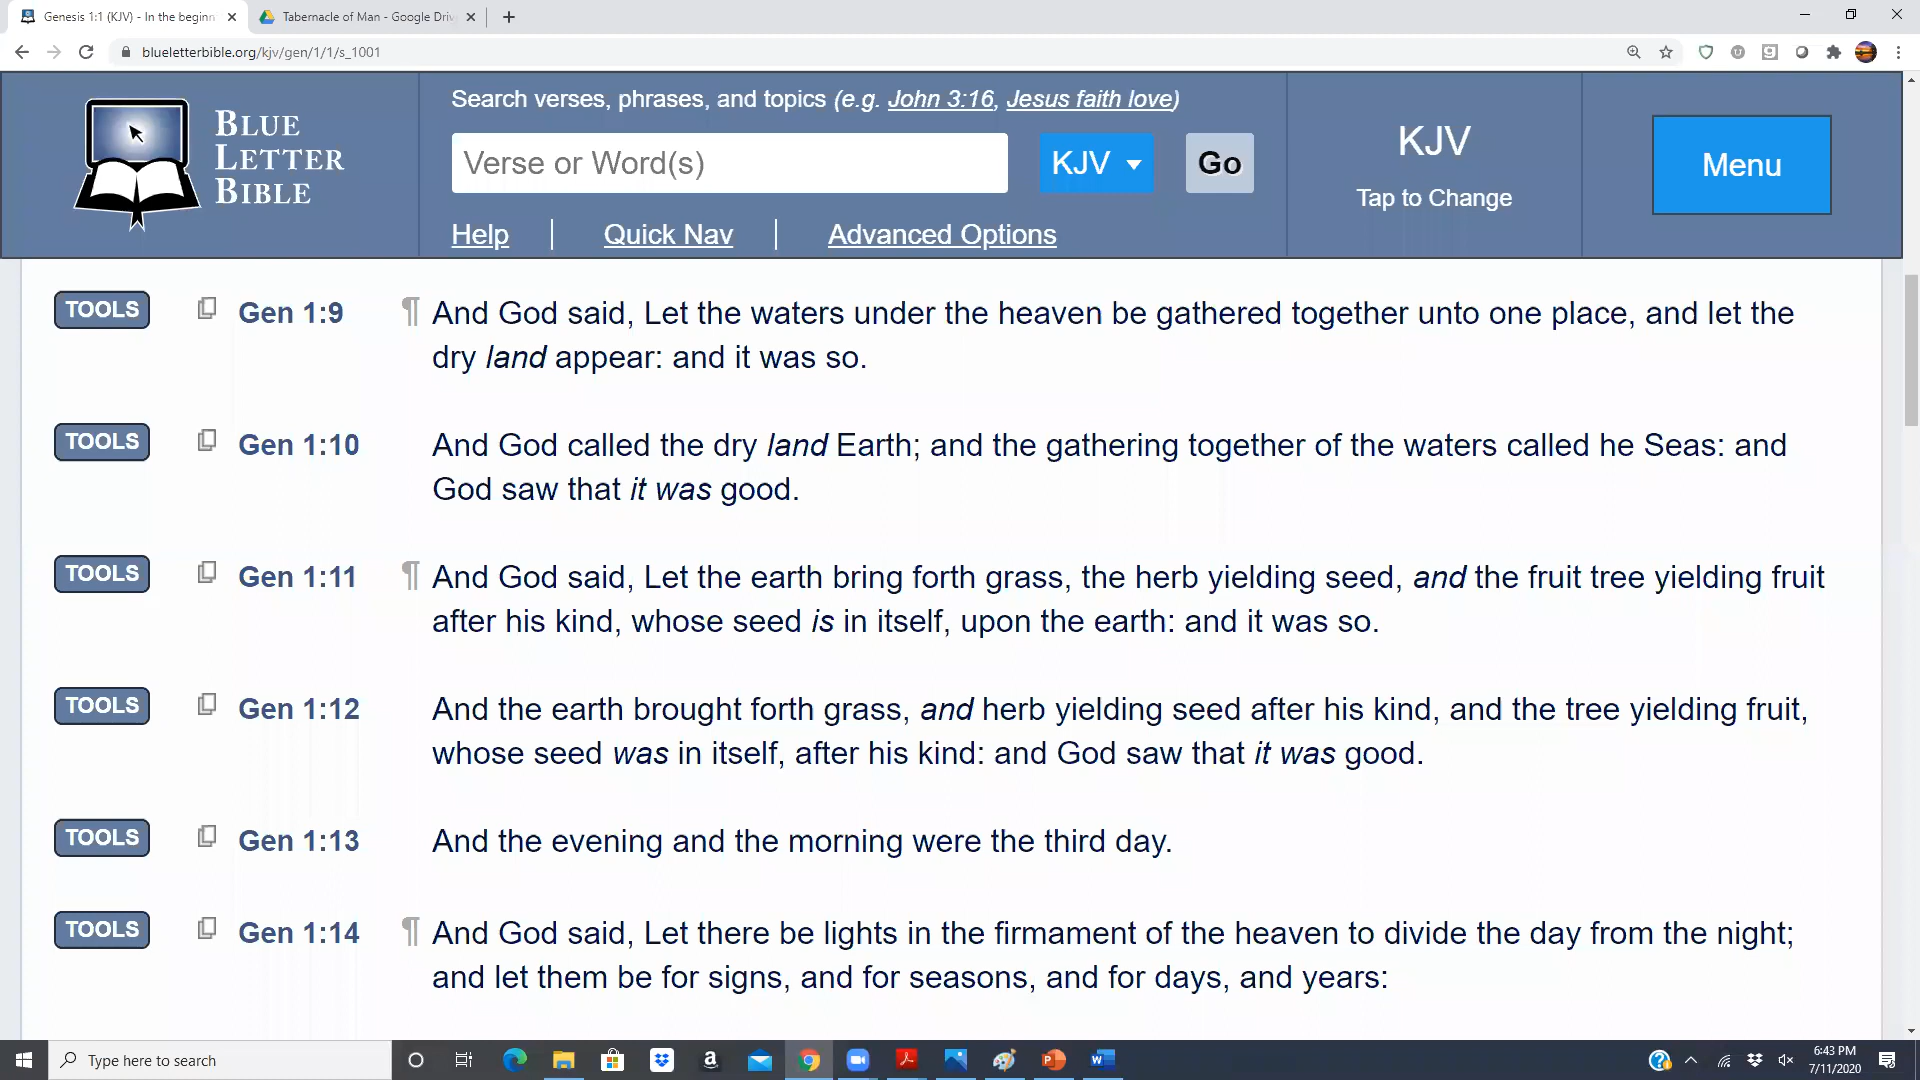 Genesis 1:1 (KJV) - In the beginn
Tabernacle of Man - Google Driv
blueletterbible.org/kjv/gen/1/1/s_1001
BLUE
LETTER
BIBLE
Search verses, phrases, and topics (e.g. John 3:16, Jesus faith love)
Verse or Word(s)
KJV
Go
Help
Quick Nav
Advanced Options
KJV
Tap to Change
Menu
TOOLS Gen 1:9 ¶ And God said, Let the waters under the heaven be gathered together unto one place, and let the
dry land appear: and it was so.
TOOLS Gen 1:10 And God called the dry land Earth; and the gathering together of the waters called he Seas: and
God saw that it was good.
TOOLS Gen 1:11 ¶ And God said, Let the earth bring forth grass, the herb yielding seed, and the fruit tree yielding fruit
after his kind, whose seed is in itself, upon the earth: and it was so.
TOOLS Gen 1:12 And the earth brought forth grass, and herb yielding seed after his kind, and the tree yielding fruit,
whose seed was in itself, after his kind: and God saw that it was good.
TOOLS Gen 1:13 And the evening and the morning were the third day.
TOOLS Gen 1:14 ¶ And God said, Let there be lights in the firmament of the heaven to divide the day from the night;
and let them be for signs, and for seasons, and for days, and years:
Type here to search
6:43 PM
7/11/2020